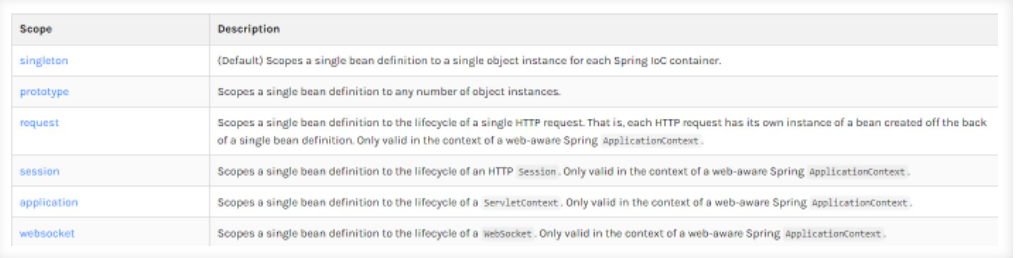 Scope Description
singleton (Default) Scopes a single bean definition to a single object instance for each Spring IoC container.
prototype Scopes a single bean definition to any number of object instances.
request Scopes a single bean definition to the lifecycle of a single HTTP request. That is, each HTTP request has its own instance of a bean created off the back
of a single bean definition. Only valid in the context of a web-aware Spring ApplicationContext.
session Scopes a single bean definition to the lifecycle of an HTTP Session. Only valid in the context of a web-aware Spring ApplicationContext.
application Scopes a single bean definition to the lifecycle of a ServletContext. Only valid in the context of a web-aware Spring ApplicationContext.
websocket Scopes a single bean definition to the lifecycle of a WebSocket. Only valid in the context of a web-aware Spring ApplicationContext.